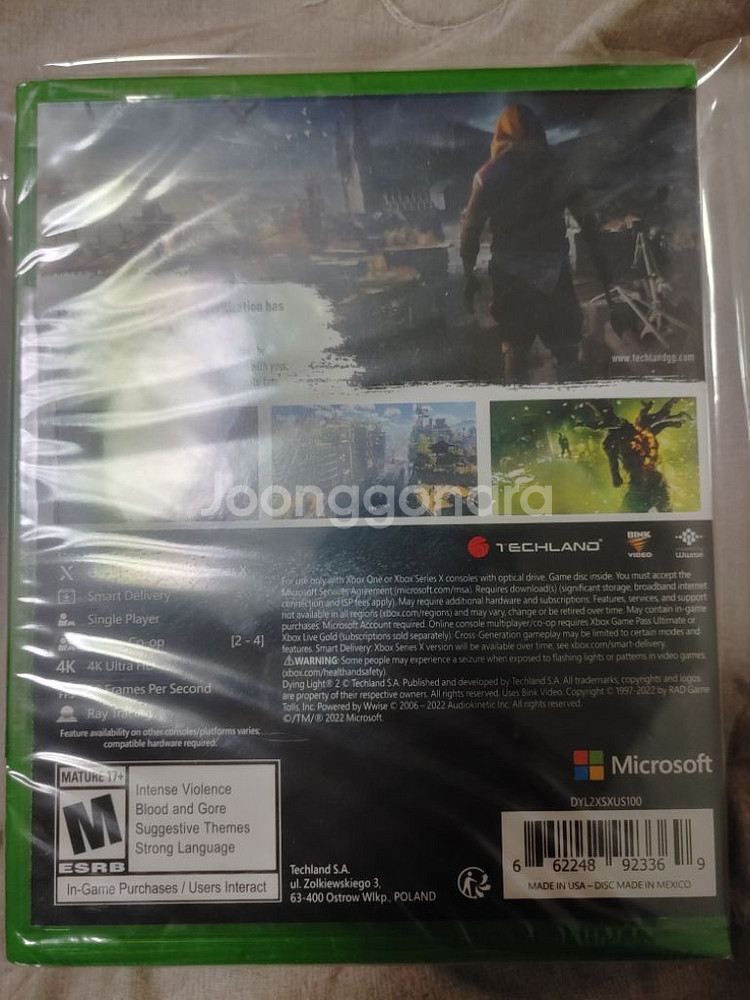 lization has
with your
www.techlandgg.com
Joonggonara
TECHLAND®
BINK
VIDEO
Wwise
X
Smart Delivery
Single Player
Co-op [2 - 4]
4K 4K Ultra HD
Frames Per Second
Ray Tracing
Feature availability on other consoles/platforms varies;
compatible hardware required.
For use only with Xbox One or Xbox Series X consoles with optical drive. Game disc inside. You must accept the
Microsoft Services Agreement (microsoft.com/msa). Requires download(s) (significant storage, broadband internet
connection and ISP fees apply). May require additional hardware and subscriptions. Features, services, and support
not available in all regions (xbox.com/regions) and may vary, change or be retired over time. May contain in-game
purchases. Microsoft Account required. Online console multiplayer/co-op requires Xbox Game Pass Ultimate or
Xbox Live Gold (subscriptions sold separately). Cross-Generation gameplay may be limited to certain modes and
features. Smart Delivery: Xbox Series X version will be available over time, see xbox.com/smart-delivery.
⚠WARNING: Some people may experience a seizure when exposed to flashing lights or patterns in video games.
(xbox.com/healthandsafety).
Dying Light® 2 © Techland S.A. Published and developed by Techland S.A. All trademarks, copyrights and logos
are property of their respective owners. All rights reserved. Uses Bink Video. Copyright © 1997-2022 by RAD Game
Tolls, Inc. Powered by Wwise © 2006 – 2022 Audiokinetic Inc. All rights reserved.
©/TM/® 2022 Microsoft.
Microsoft
DYL2XSXUS100
MATURE 17+
M
ESRB
Intense Violence
Blood and Gore
Suggestive Themes
Strong Language
In-Game Purchases / Users Interact
Techland S.A.
ul. Zolkiewskiego 3,
63-400 Ostrow Wlkp., POLAND
6 62248 92336 9
MADE IN USA – DISC MADE IN MEXICO